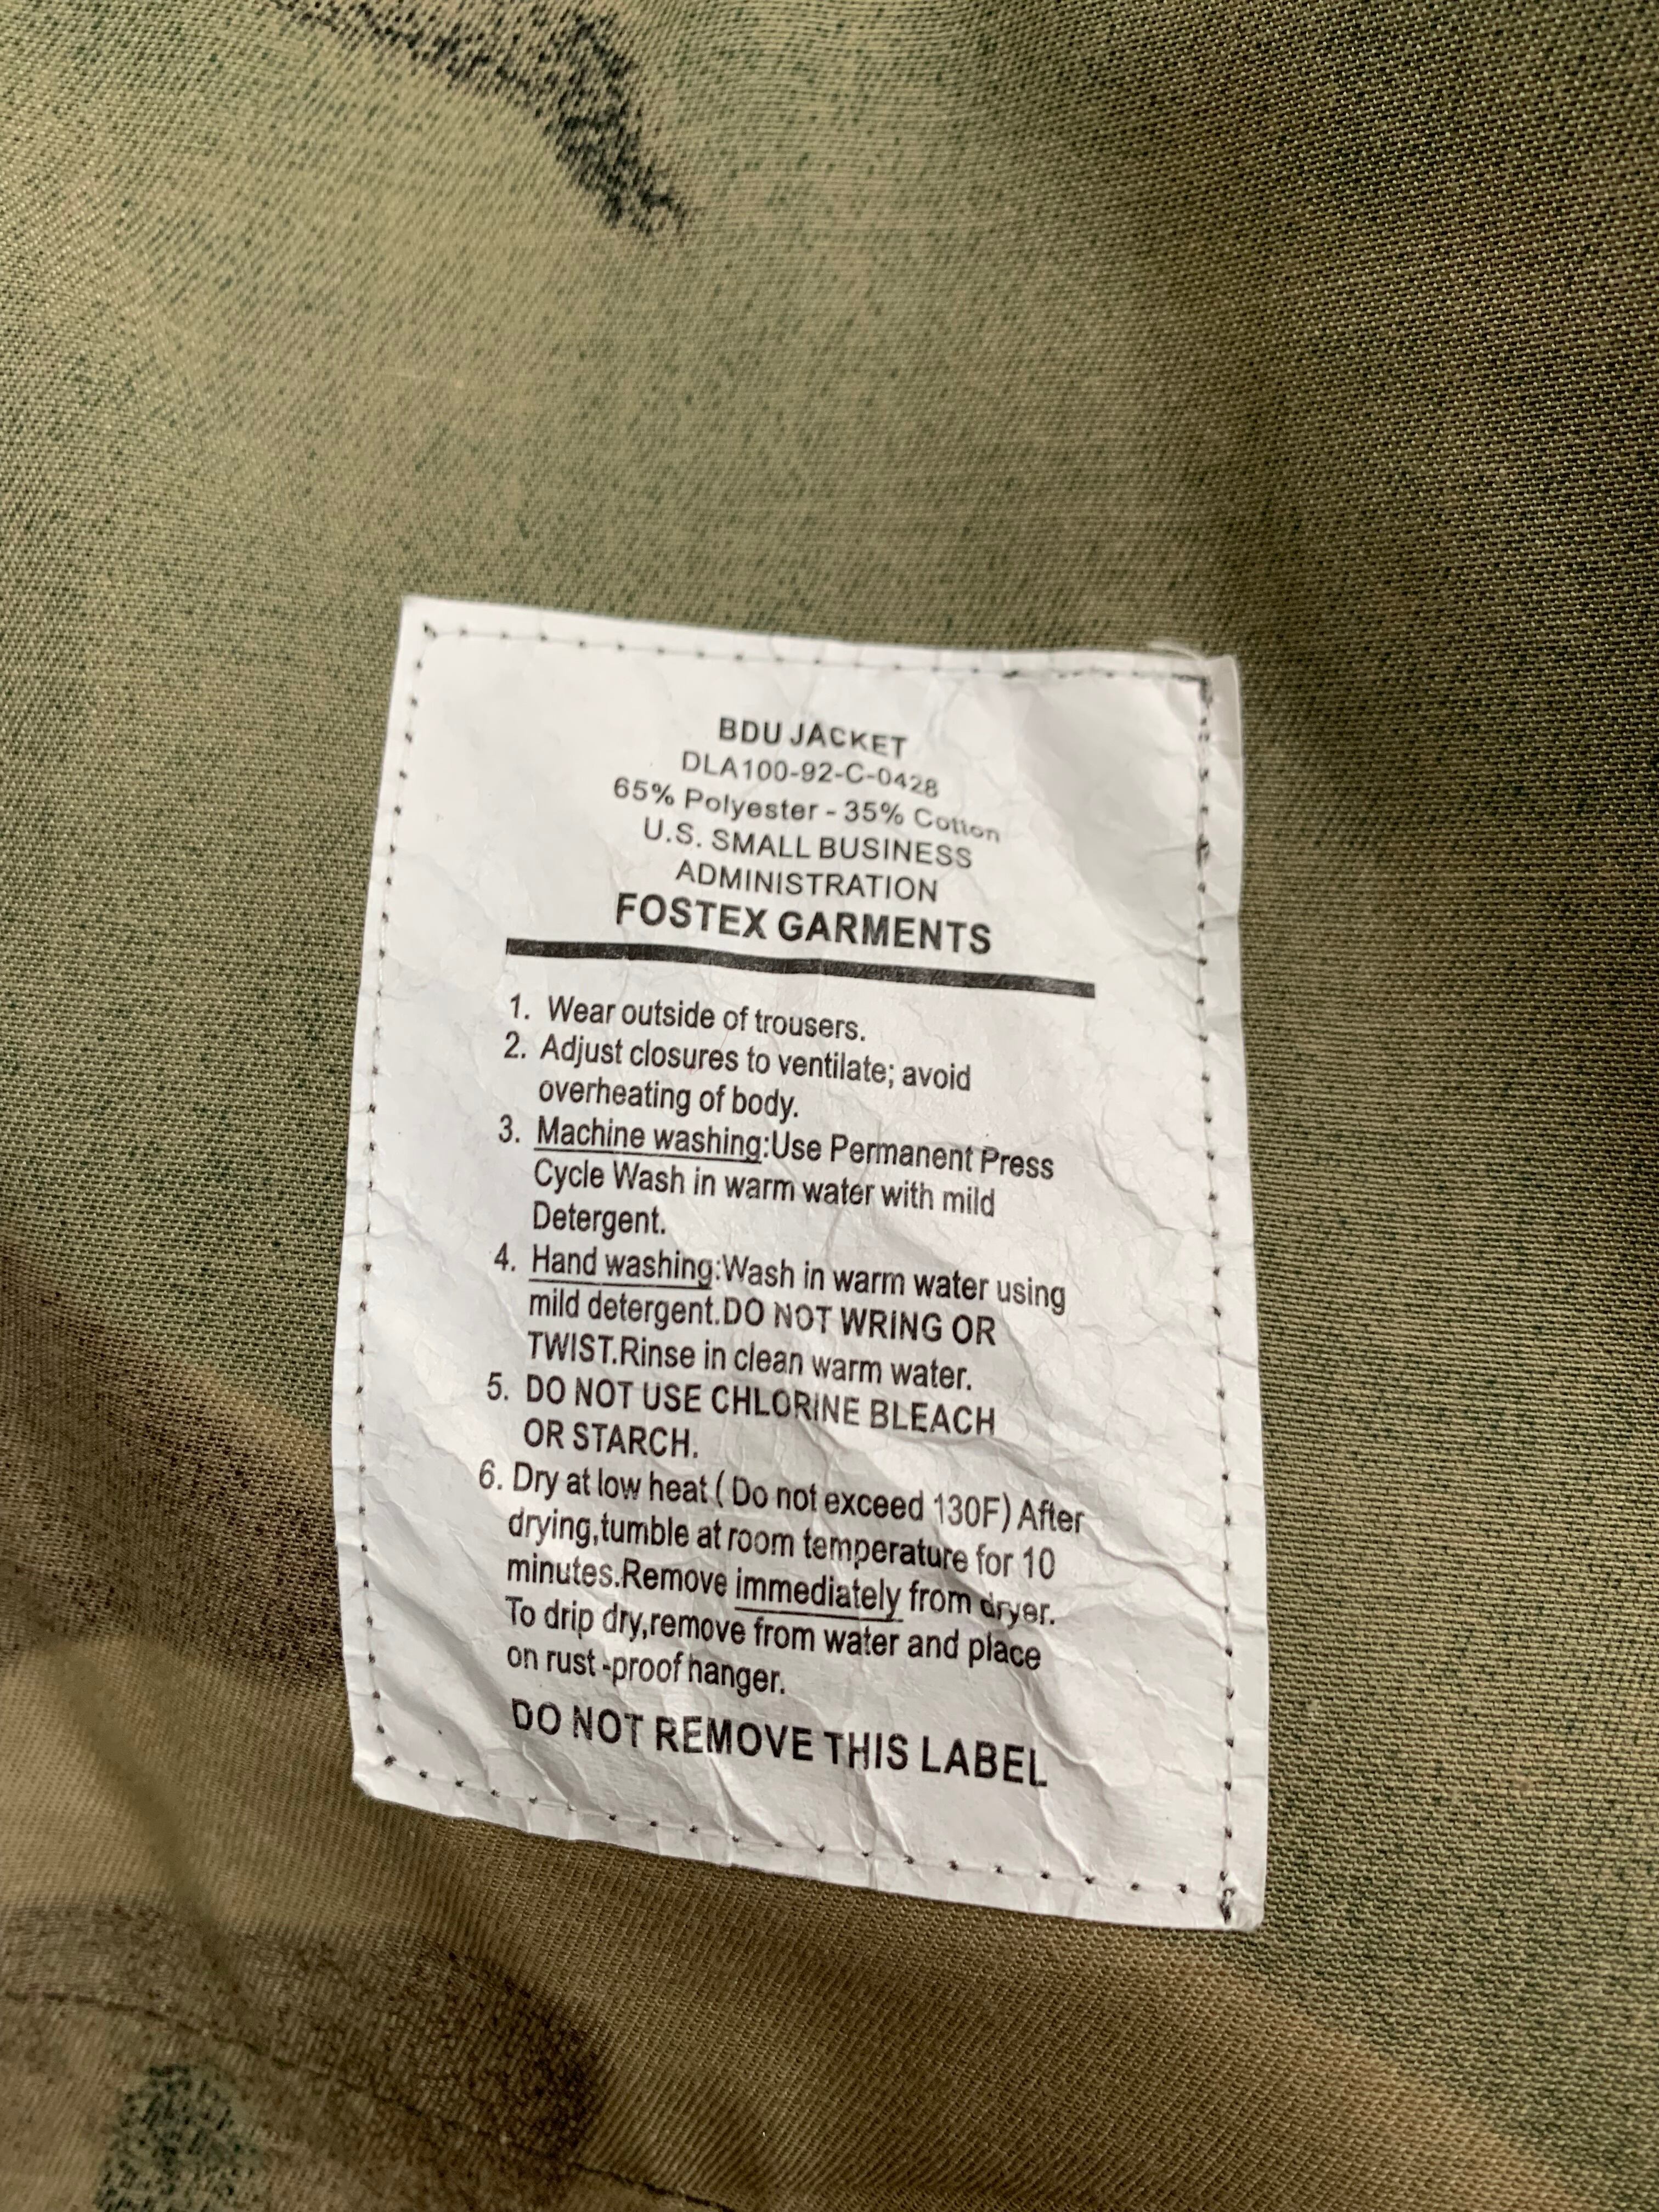 BDU JACKET
DLA100-92-C-0428
65% Polyester - 35% Cotton
U.S. SMALL BUSINESS
ADMINISTRATION
FOSTEX GARMENTS
1. Wear outside of trousers.
2. Adjust closures to ventilate; avoid
overheating of body.
3. Machine washing:Use Permanent Press
Cycle Wash in warm water with mild
Detergent.
4. Hand washing:Wash in warm water using
mild detergent.DO NOT WRING OR
TWIST.Rinse in clean warm water.
5. DO NOT USE CHLORINE BLEACH
OR STARCH.
6. Dry at low heat ( Do not exceed 130F) After
drying,tumble at room temperature for 10
minutes.Remove immediately from dryer.
To drip dry,remove from water and place
on rust -proof hanger.
DO NOT REMOVE THIS LABEL